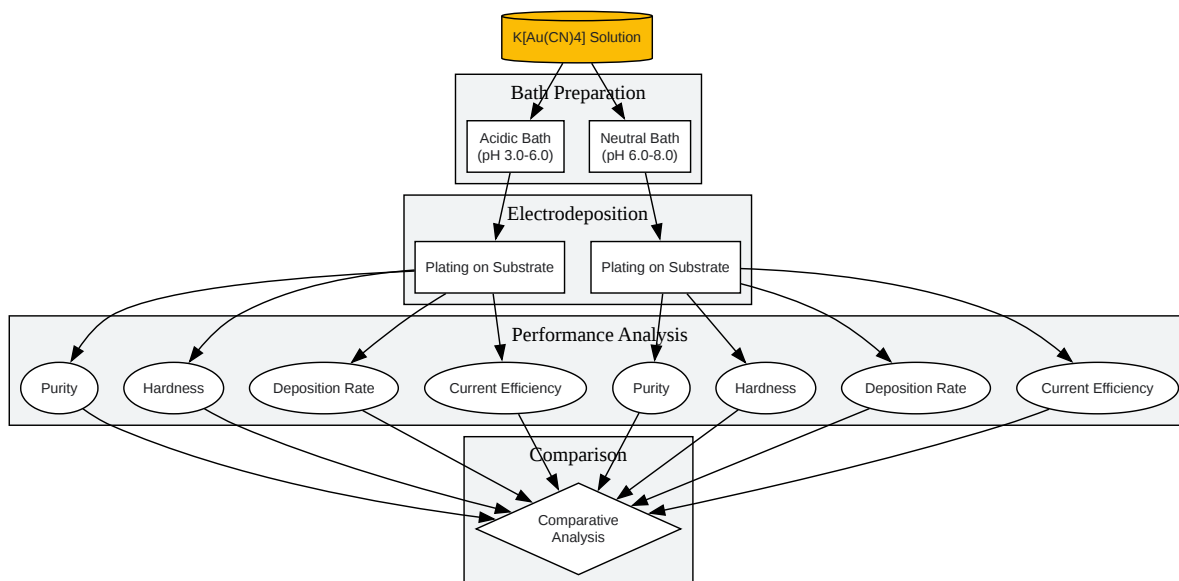 K[Au(CN)4] Solution
Bath Preparation
Acidic Bath
(pH 3.0-6.0)
Neutral Bath
(pH 6.0-8.0)
Electrodeposition
Plating on Substrate
Plating on Substrate
Performance Analysis
Purity
Hardness
Deposition Rate
Current Efficiency
Purity
Hardness
Deposition Rate
Current Efficiency
Comparison
Comparative
Analysis